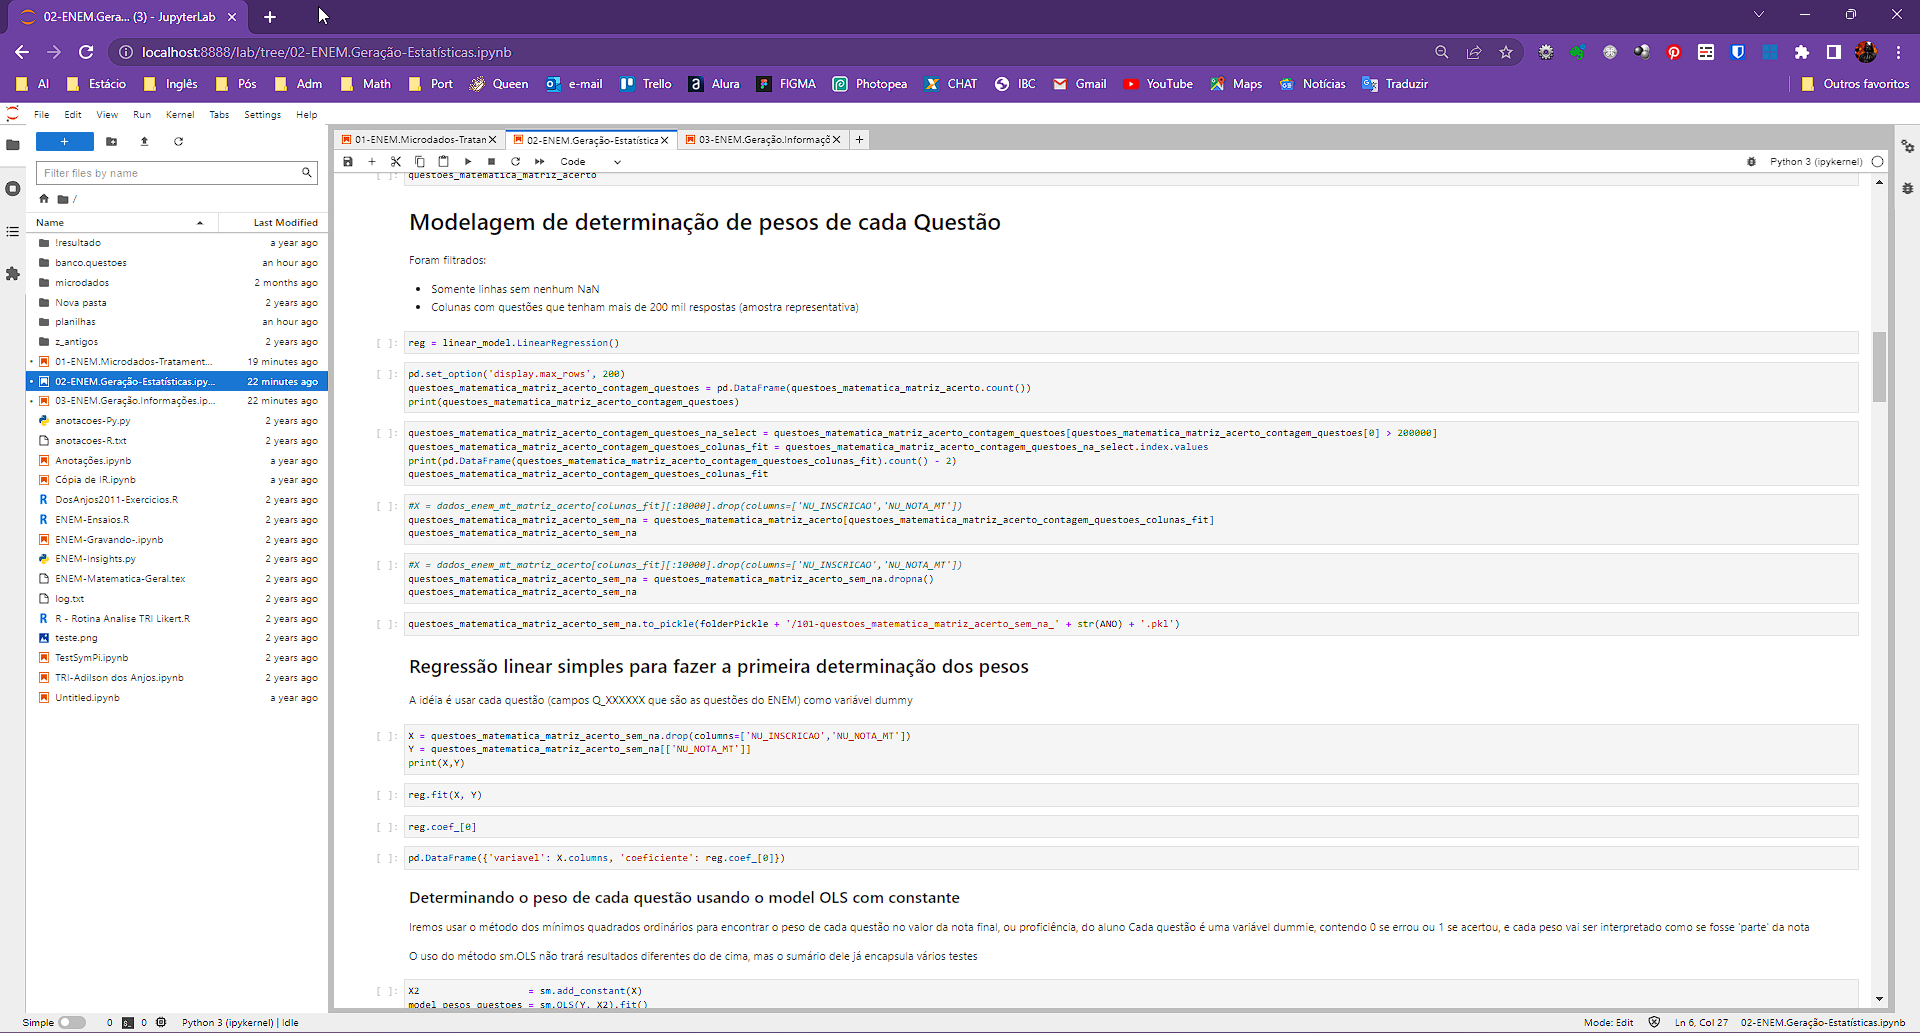 02-ENEM.Gera... (3) - JupyterLab
localhost:8888/lab/tree/02-ENEM.Geração-Estatísticas.ipynb
AI
Estácio
Inglês
Pós
Adm
Math
Port
Queen
e-mail
Trello
Alura
FIGMA
Photopea
CHAT
IBC
Gmail
YouTube
Maps
Notícias
Traduzir
Outros favoritos
File Edit View Run Kernel Tabs Settings Help
Filter files by name
/
Name Last Modified
!resultado a year ago
banco.questoes an hour ago
microdados 2 months ago
Nova pasta 2 years ago
planilhas an hour ago
z_antigos 2 years ago
01-ENEM.Microdados-Tratament... 19 minutes ago
02-ENEM.Geração-Estatísticas.ipy... 22 minutes ago
03-ENEM.Geração.Informações.ip... 22 minutes ago
anotacoes-Py.py 2 years ago
anotacoes-R.txt 2 years ago
Anotações.ipynb a year ago
Cópia de IR.ipynb a year ago
DosAnjos2011-Exercicios.R 2 years ago
ENEM-Ensaios.R 2 years ago
ENEM-Gravando-.ipynb 2 years ago
ENEM-Insights.py 2 years ago
ENEM-Matematica-Geral.tex 2 years ago
log.txt 2 years ago
R - Rotina Analise TRI Likert.R 2 years ago
teste.png 2 years ago
TestSymPi.ipynb 2 years ago
TRI-Adilson dos Anjos.ipynb 2 years ago
Untitled.ipynb a year ago
01-ENEM.Microdados-Tratan
02-ENEM.Geração-Estatística
03-ENEM.Geração.Informaçõ
Code
Python 3 (ipykernel)
questoes_matematica_matriz_acerto
Modelagem de determinação de pesos de cada Questão
Foram filtrados:
• Somente linhas sem nenhum NaN
• Colunas com questões que tenham mais de 200 mil respostas (amostra representativa)
[ ]: reg = linear_model.LinearRegression()
[ ]: pd.set_option('display.max_rows', 200)
questoes_matematica_matriz_acerto_contagem_questoes = pd.DataFrame(questoes_matematica_matriz_acerto.count())
print(questoes_matematica_matriz_acerto_contagem_questoes)
[ ]: questoes_matematica_matriz_acerto_contagem_questoes_na_select = questoes_matematica_matriz_acerto_contagem_questoes[questoes_matematica_matriz_acerto_contagem_questoes[0] > 200000]
questoes_matematica_matriz_acerto_contagem_questoes_colunas_fit = questoes_matematica_matriz_acerto_contagem_questoes_na_select.index.values
print(pd.DataFrame(questoes_matematica_matriz_acerto_contagem_questoes_colunas_fit).count() - 2)
questoes_matematica_matriz_acerto_contagem_questoes_colunas_fit
[ ]: #X = dados_enem_mt_matriz_acerto[colunas_fit][:10000].drop(columns=['NU_INSCRICAO','NU_NOTA_MT'])
questoes_matematica_matriz_acerto_sem_na = questoes_matematica_matriz_acerto[questoes_matematica_matriz_acerto_contagem_questoes_colunas_fit]
questoes_matematica_matriz_acerto_sem_na
[ ]: #X = dados_enem_mt_matriz_acerto[colunas_fit][:10000].drop(columns=['NU_INSCRICAO','NU_NOTA_MT'])
questoes_matematica_matriz_acerto_sem_na = questoes_matematica_matriz_acerto_sem_na.dropna()
questoes_matematica_matriz_acerto_sem_na
[ ]: questoes_matematica_matriz_acerto_sem_na.to_pickle(folderPickle + '/101-questoes_matematica_matriz_acerto_sem_na_' + str(ANO) + '.pkl')
Regressão linear simples para fazer a primeira determinação dos pesos
A idéia é usar cada questão (campos Q_XXXXXX que são as questões do ENEM) como variável dummy
[ ]: X = questoes_matematica_matriz_acerto_sem_na.drop(columns=['NU_INSCRICAO','NU_NOTA_MT'])
Y = questoes_matematica_matriz_acerto_sem_na[['NU_NOTA_MT']]
print(X,Y)
[ ]: reg.fit(X, Y)
[ ]: reg.coef_[0]
[ ]: pd.DataFrame({'variavel': X.columns, 'coeficiente': reg.coef_[0]})
Determinando o peso de cada questão usando o model OLS com constante
Iremos usar o método dos mínimos quadrados ordinários para encontrar o peso de cada questão no valor da nota final, ou proficiência, do aluno Cada questão é uma variável dummie, contendo 0 se errou ou 1 se acertou, e cada peso vai ser interpretado como se fosse 'parte' da nota
O uso do método sm.OLS não trará resultados diferentes do de cima, mas o sumário dele já encapsula vários testes
[ ]: X2 = sm.add_constant(X)
model_pesos_questoes = sm.OLS(Y, X2).fit()
Simple 0 0 Python 3 (ipykernel) | Idle
Mode: Edit Ln 6, Col 27 02-ENEM.Geração-Estatísticas.ipynb